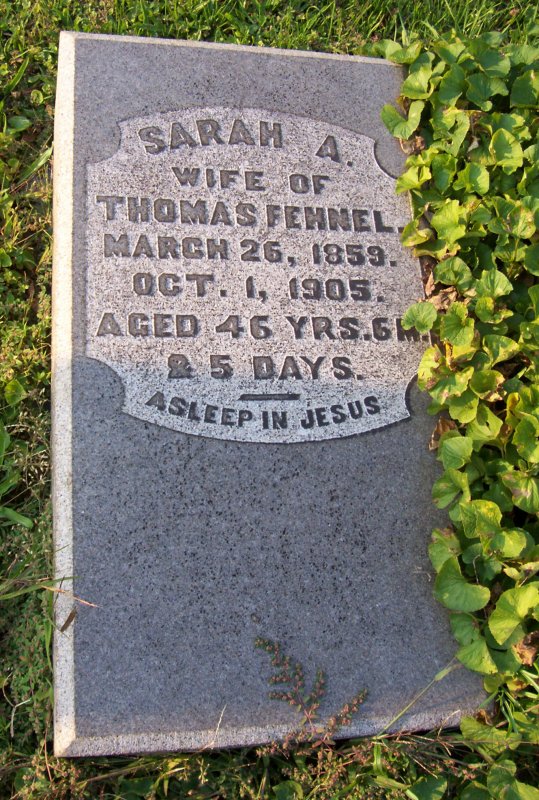 SARAH A.
WIFE OF
THOMAS FEHNEL.
MARCH 26, 1859.
OCT. 1, 1905.
AGED 46 YRS. 6 M
& 5 DAYS.
ASLEEP IN JESUS